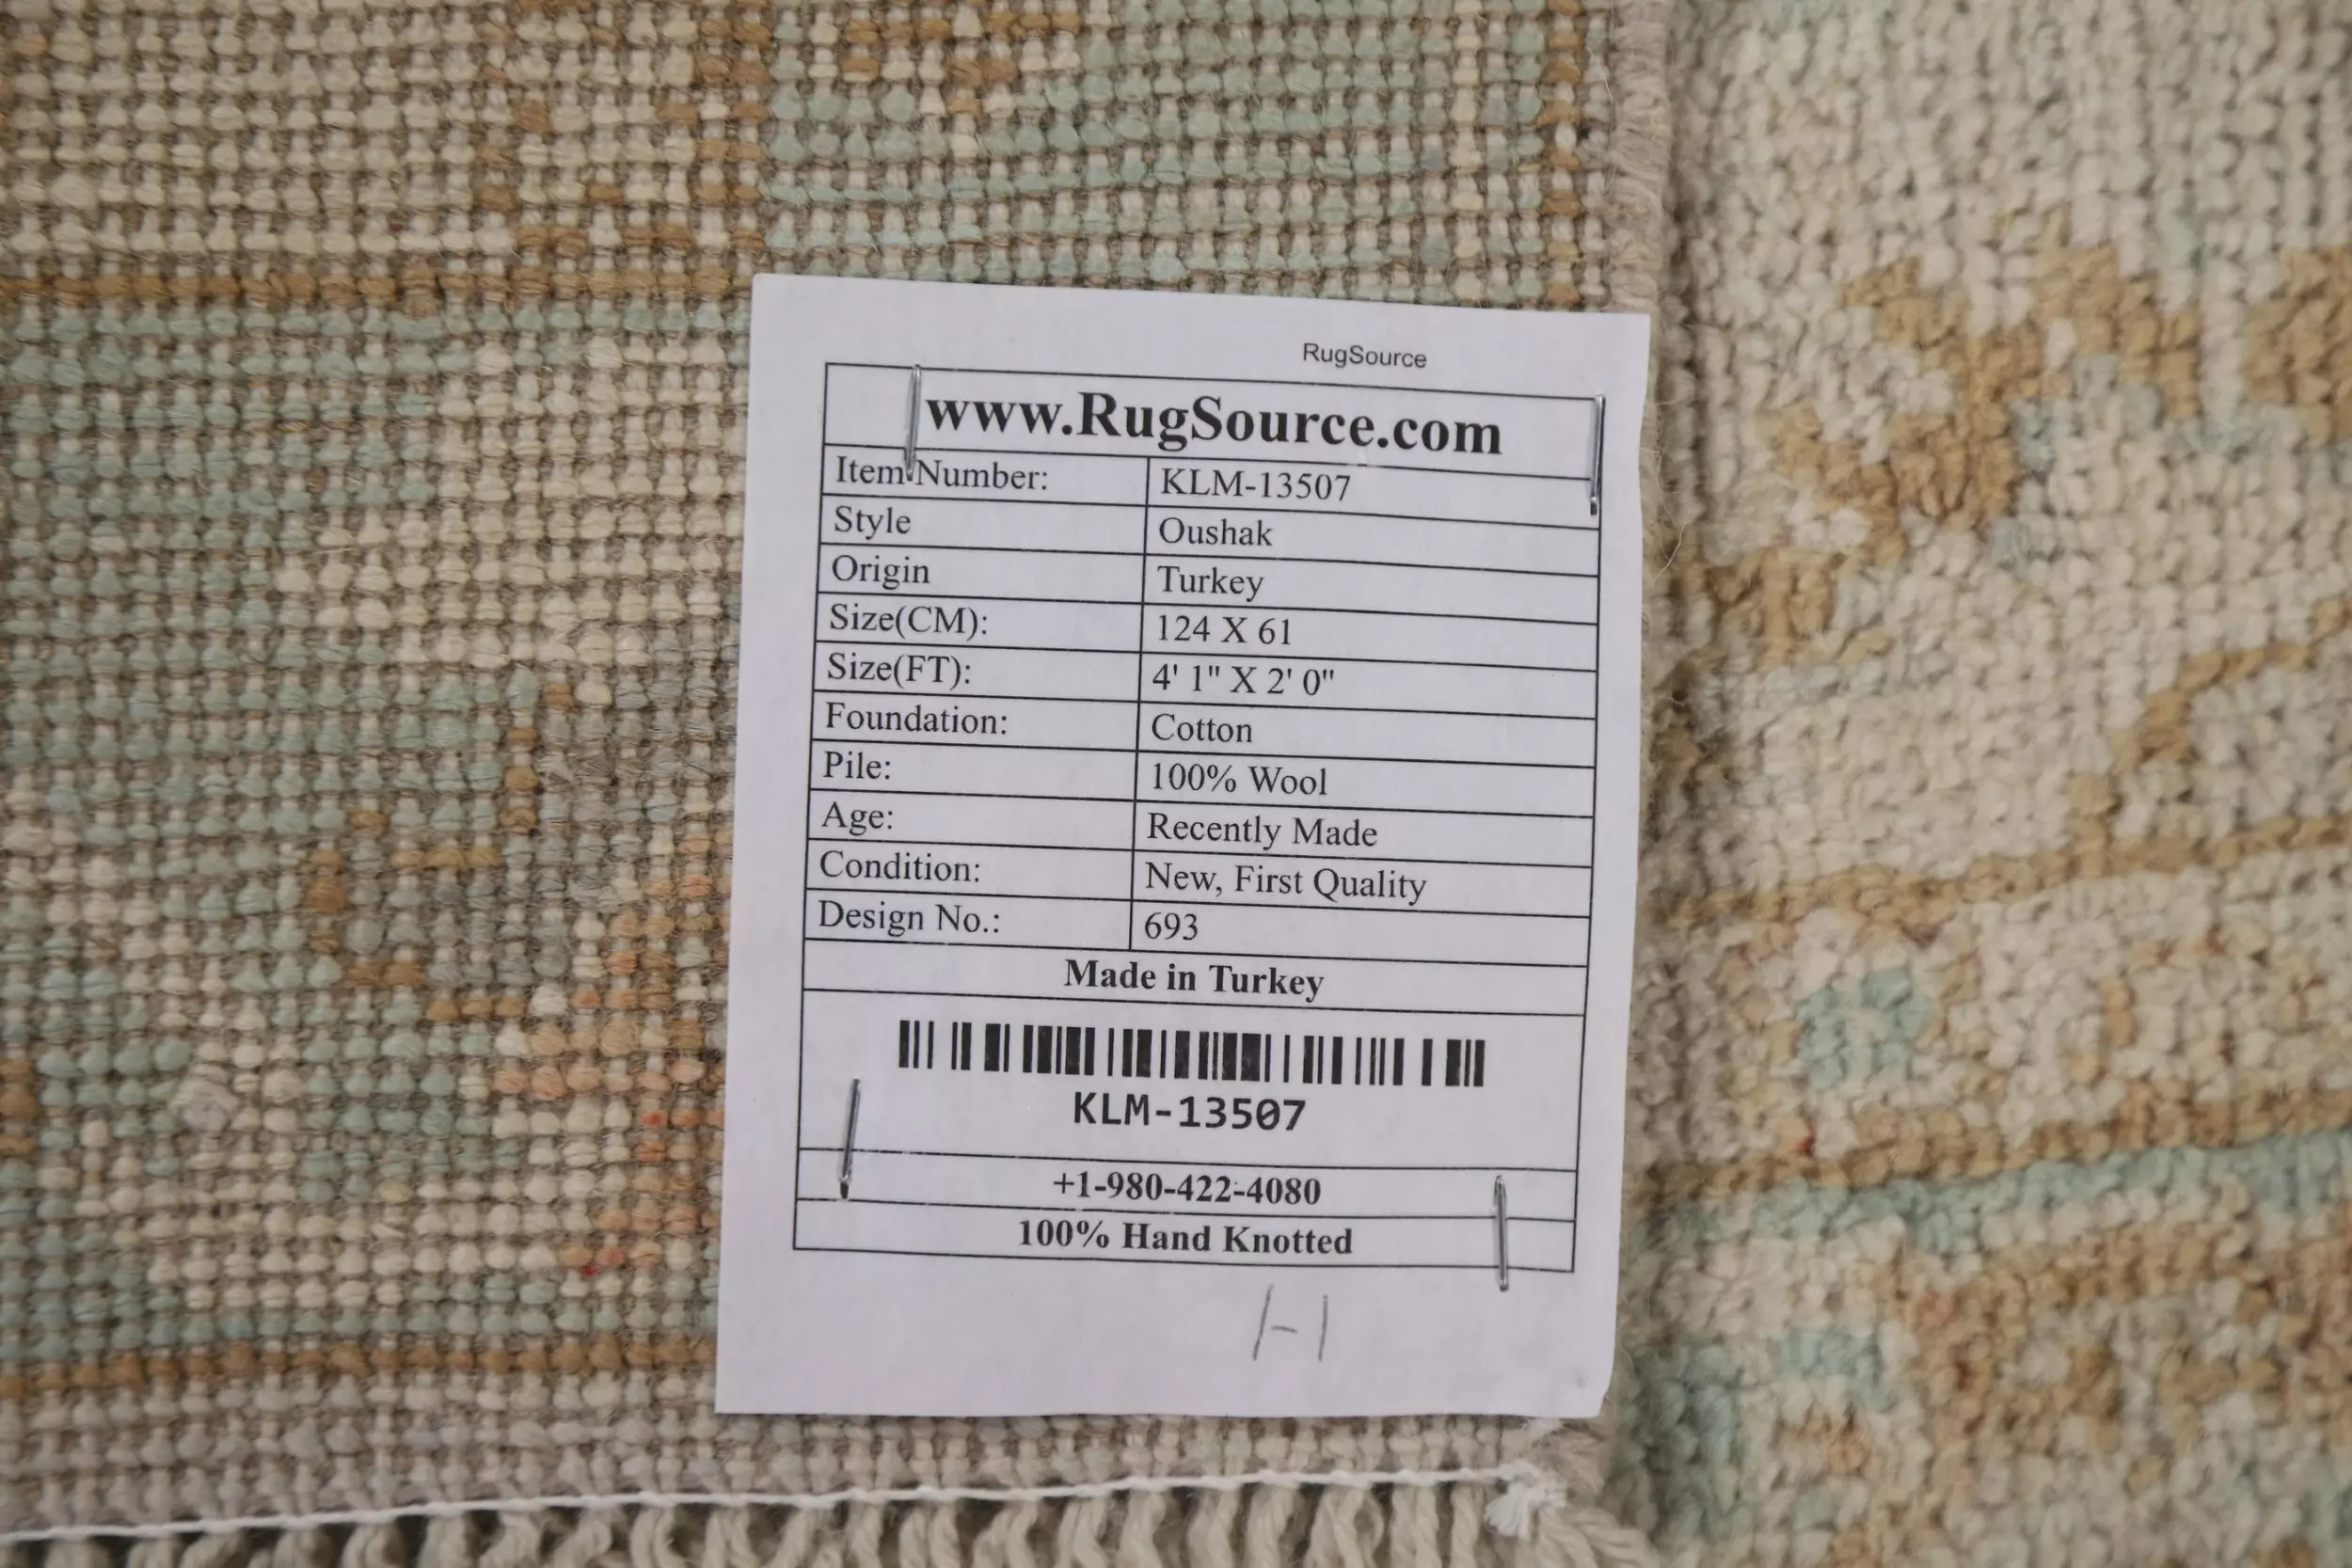 RugSource
www.RugSource.com
Item Number: KLM-13507
Style Oushak
Origin Turkey
Size(CM): 124 X 61
Size(FT): 4' 1" X 2' 0"
Foundation: Cotton
Pile: 100% Wool
Age: Recently Made
Condition: New, First Quality
Design No.: 693
Made in Turkey
KLM-13507
+1-980-422-4080
100% Hand Knotted
1-1